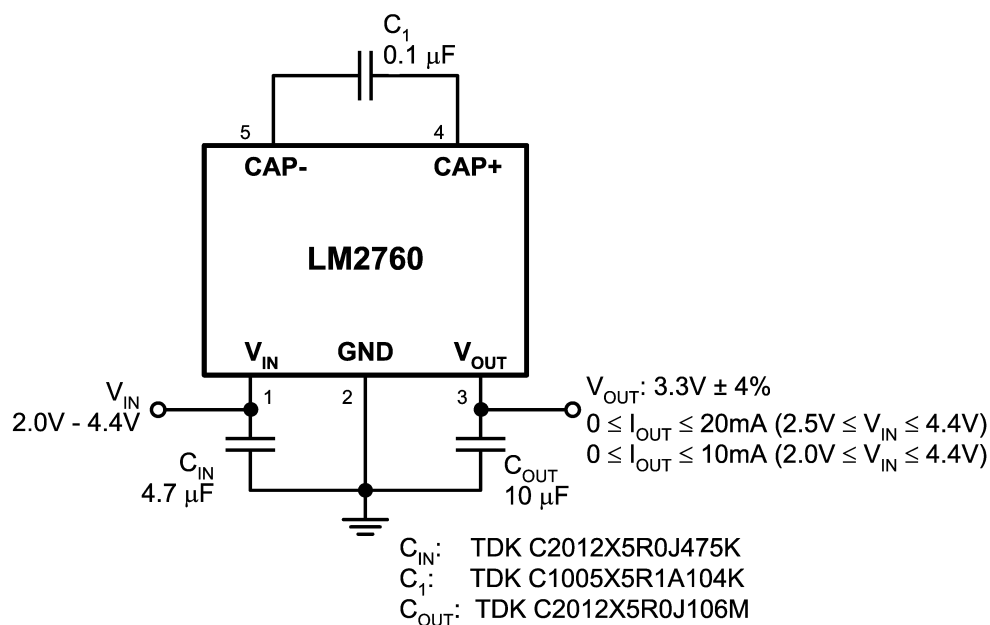 C1
0.1 μF
5
4
CAP-
CAP+
LM2760
VIN
GND
VOUT
1
2
3
VIN
2.0V - 4.4V
VOUT: 3.3V ± 4%
0 ≤ IOUT ≤ 20mA (2.5V ≤ VIN ≤ 4.4V)
0 ≤ IOUT ≤ 10mA (2.0V ≤ VIN ≤ 4.4V)
CIN
4.7 μF
COUT
10 μF
CIN: TDK C2012X5R0J475K
C1: TDK C1005X5R1A104K
COUT: TDK C2012X5R0J106M